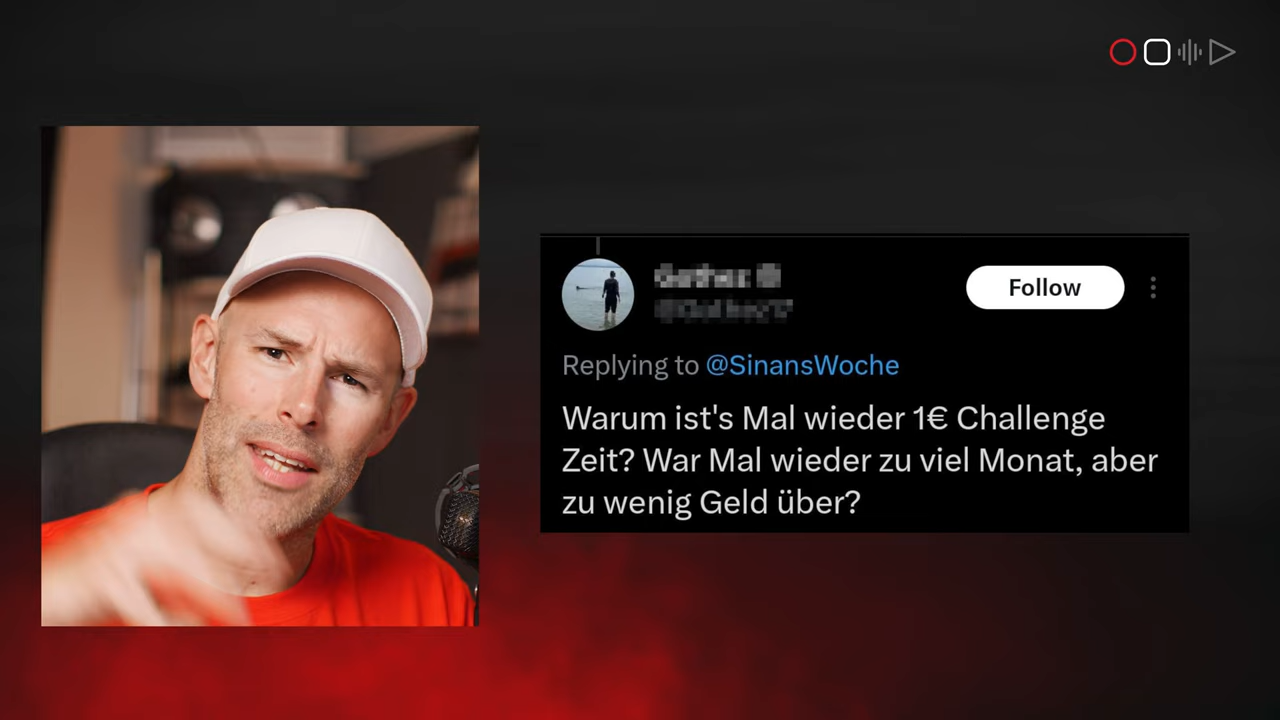 Follow
Replying to @SinansWoche
Warum ist's Mal wieder 1€ Challenge
Zeit? War Mal wieder zu viel Monat, aber
zu wenig Geld über?